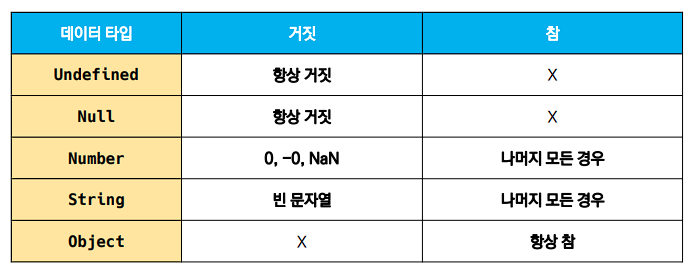 데이터 타입 거짓 참
Undefined 항상 거짓 X
Null 항상 거짓 X
Number 0, -0, NaN 나머지 모든 경우
String 빈 문자열 나머지 모든 경우
Object X 항상 참